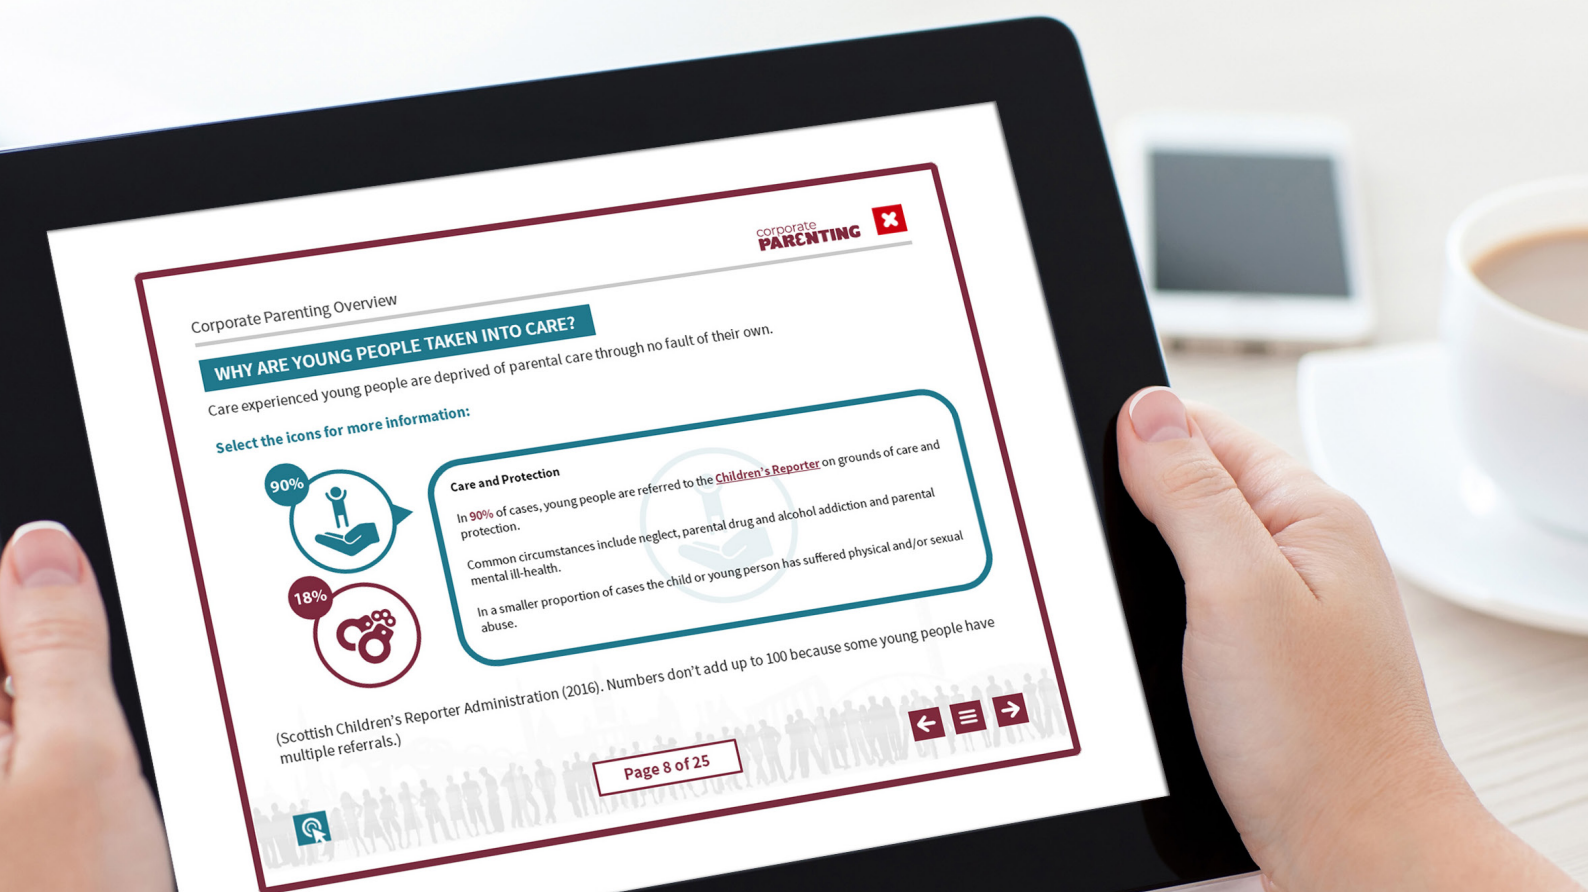 corporate
PARENTING
Corporate Parenting Overview
WHY ARE YOUNG PEOPLE TAKEN INTO CARE?
Care experienced young people are deprived of parental care through no fault of their own.
Select the icons for more information:
90%
18%
Care and Protection
In 90% of cases, young people are referred to the Children's Reporter on grounds of care and
protection.
Common circumstances include neglect, parental drug and alcohol addiction and parental
mental ill-health.
In a smaller proportion of cases the child or young person has suffered physical and/or sexual
abuse.
(Scottish Children's Reporter Administration (2016). Numbers don't add up to 100 because some young people have
multiple referrals.)
Page 8 of 25